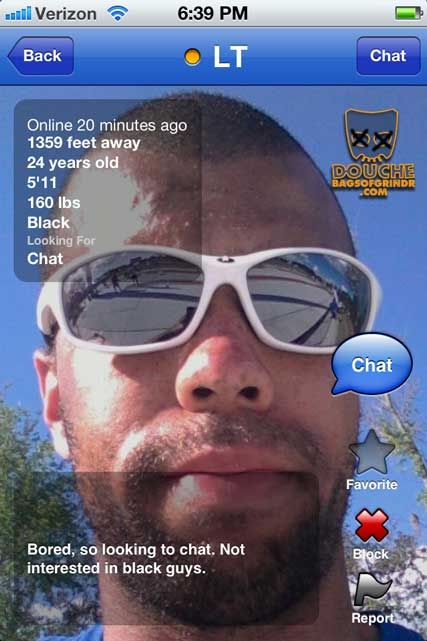 Verizon 6:39 PM
Back LT Chat
Online 20 minutes ago
1359 feet away
24 years old
5'11
160 lbs
Black
Looking For
Chat
DOUCHE
BAGSOFGRINDR
.COM
Chat
Favorite
Block
Report
Bored, so looking to chat. Not
interested in black guys.